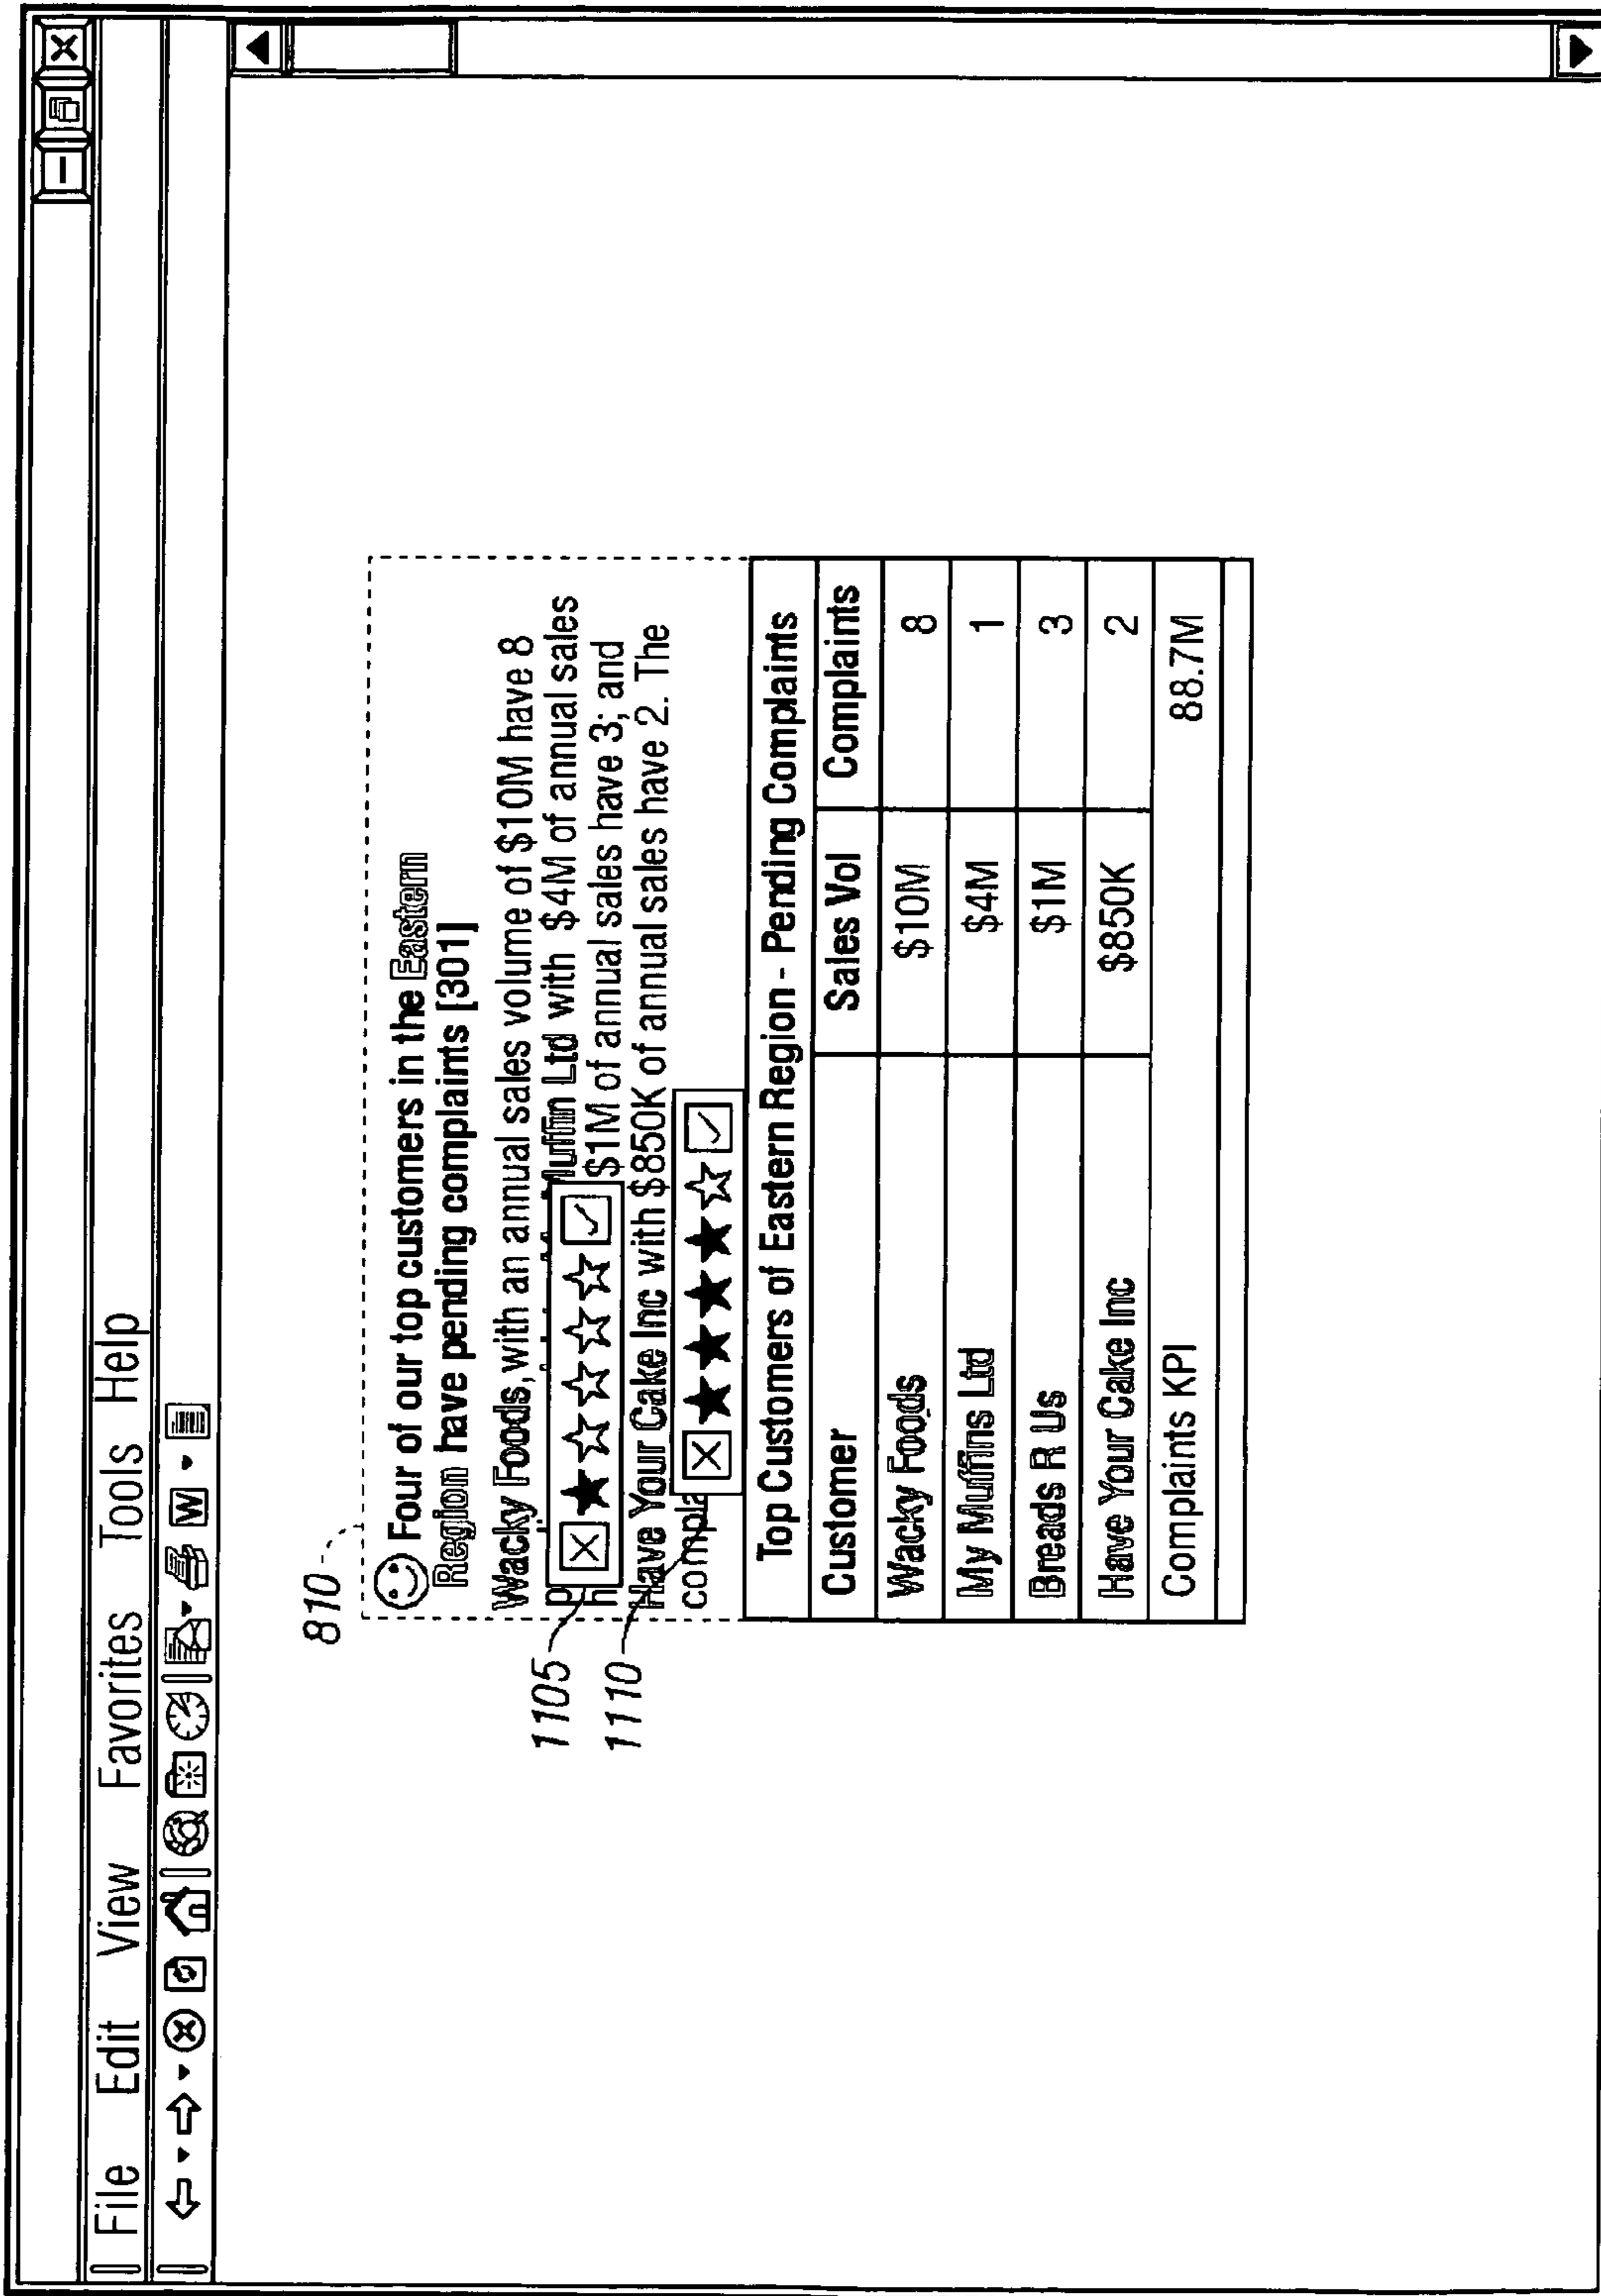 File Edit View Favorites Tools Help
W
810
Four of our top customers in the Eastern
Region have pending complaints [301]
Wacky Foods, with an annual sales volume of $10M have 8
Muffin Ltd with $4M of annual sales
1105
$1M of annual sales have 3; and
1110
Have Your Cake Inc with $850K of annual sales have 2. The
compla
Top Customers of Eastern Region - Pending Complaints
Customer Sales Vol Complaints
Wacky Foods $10M 8
My Muffins Ltd $4M 1
Breads R Us $1M 3
Have Your Cake Inc $850K 2
Complaints KPI 88.7M